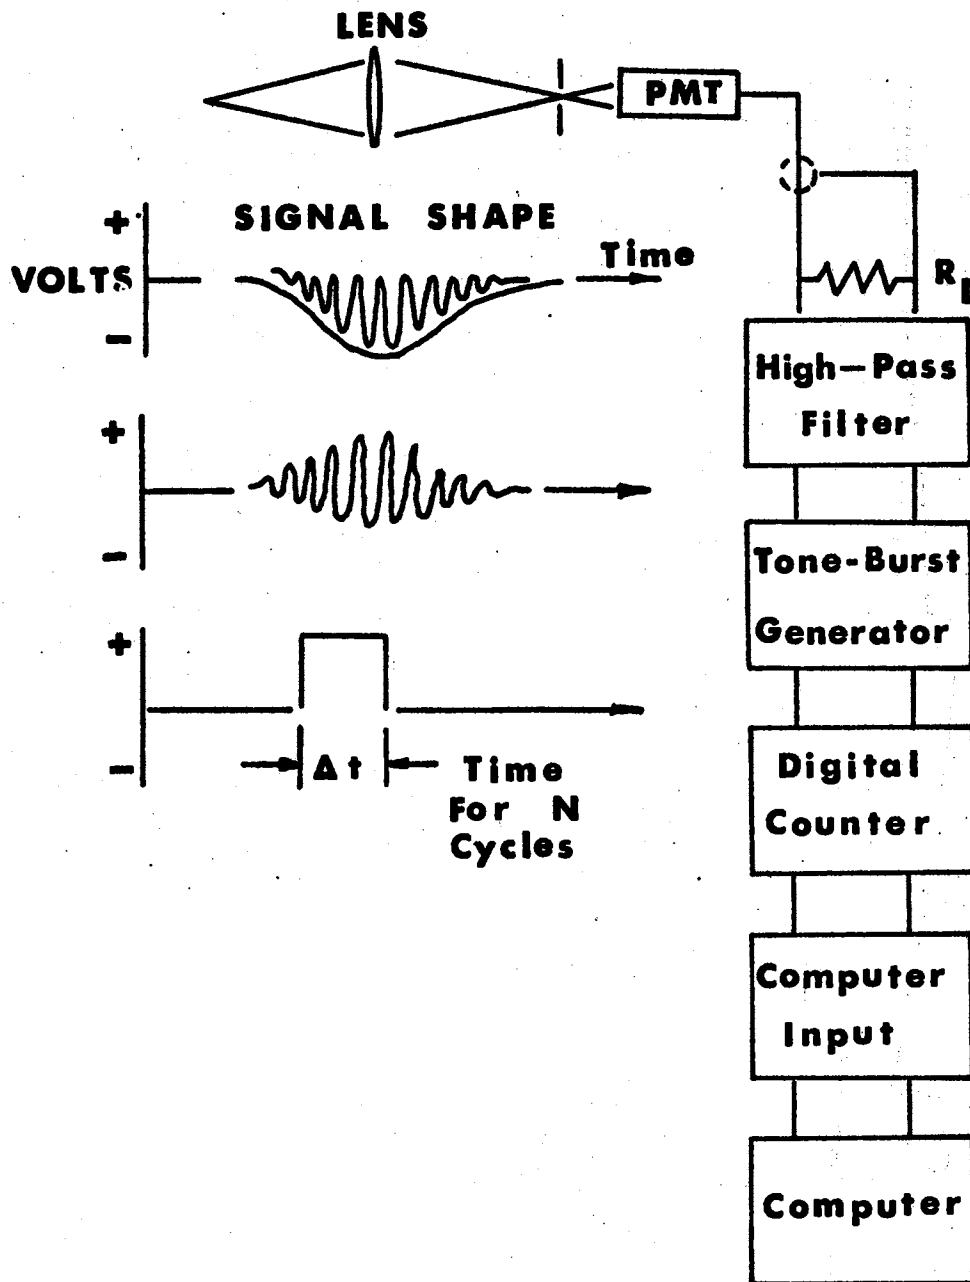 LENS
PMT
+
SIGNAL SHAPE
VOLTS
Time
−
R
High-Pass
Filter
+
−
Tone-Burst
Generator
+
−
Δt
Time
For N
Cycles
Digital
Counter
Computer
Input
Computer